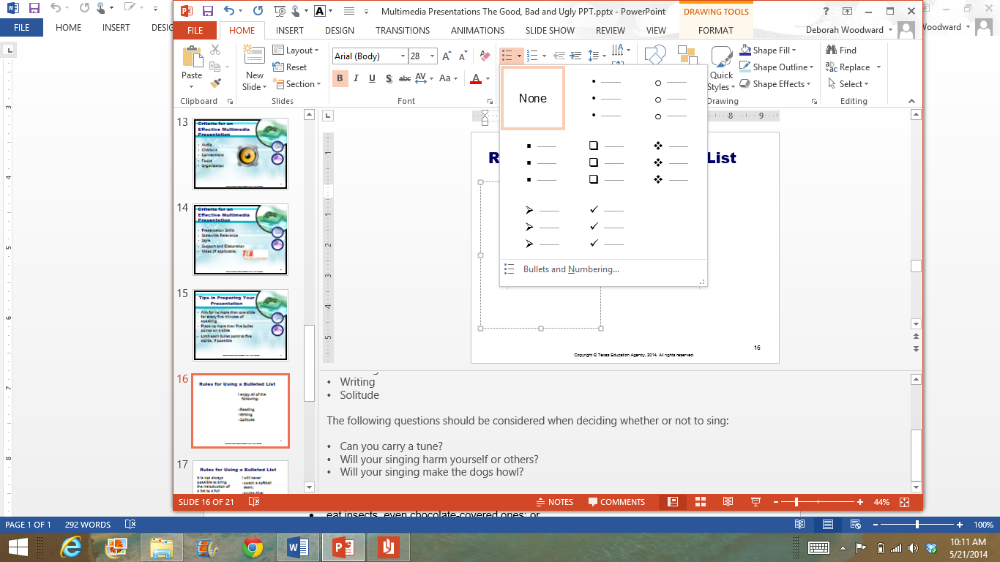 Multimedia Presentations The Good, Bad and Ugly PPT.pptx - PowerPoint
DRAWING TOOLS
FILE HOME INSERT
FILE HOME INSERT DESIGN TRANSITIONS ANIMATIONS SLIDE SHOW REVIEW VIEW FORMAT
Deborah Woodward
Woodward
Paste
Clipboard
New Slide
Layout
Reset
Section
Slides
Arial (Body) 28
B I U S abc AV Aa A
Font
Quick Styles
Shape Fill
Shape Outline
Shape Effects
Drawing
Find
Replace
Select
Editing
None
Bullets and Numbering...
13
Criteria for an
Effective Multimedia
Presentation
• Audio
• Citations
• Conventions
• Focus
• Organization
14
Criteria for an
Effective Multimedia
Presentation
• Presentation Skills
• Statewide Relevance
• Style
• Support and Elaboration
• Video (if applicable)
TEA
15
Tips in Preparing Your
Presentation
• Aim for no more than one slide
for every five minutes of
speaking
• Place no more than five bullet
points on a slide
• Limit each bullet point to five
words, if possible
16
Rules for Using a Bulleted List
I enjoy all of the
following:
•Reading
•Writing
•Solitude
17
Rules for Using a Bulleted List
It is not always
possible to bring
the introduction of
a list to a full
I will never
•coach a softball
team;
List
8 9
16
Copyright © Texas Education Agency, 2014. All rights reserved.
• Writing
• Solitude
The following questions should be considered when deciding whether or not to sing:
• Can you carry a tune?
• Will your singing harm yourself or others?
• Will your singing make the dogs howl?
SLIDE 16 OF 21
NOTES
COMMENTS
44%
• eat insects, even chocolate-covered ones; or
PAGE 1 OF 1
292 WORDS
100%
10:11 AM
5/21/2014